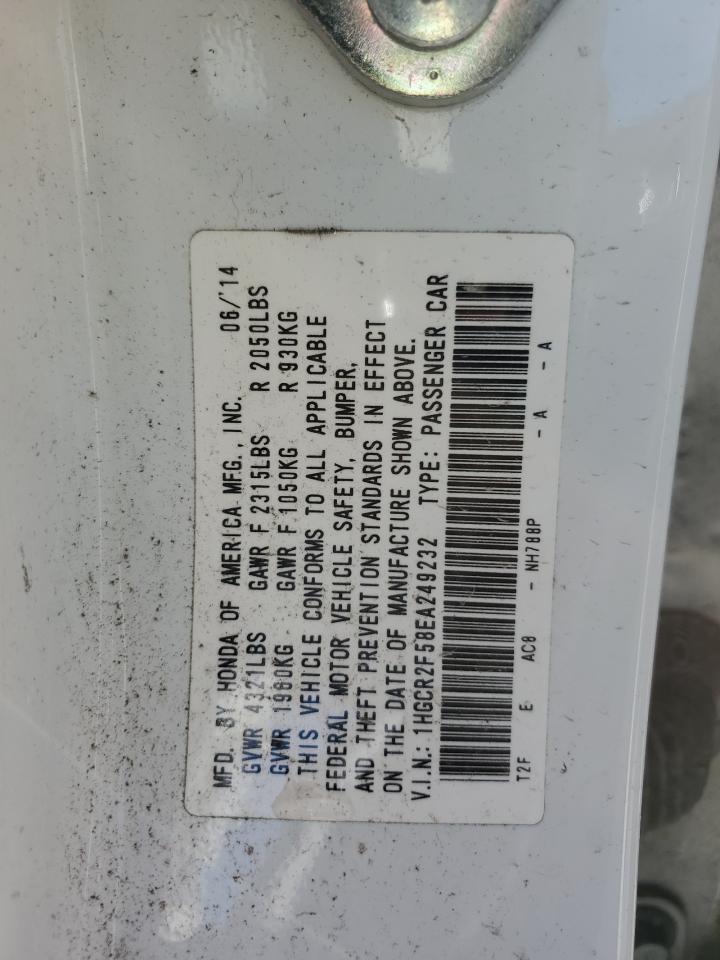 MFD. BY HONDA OF AMERICA MFG., INC. 06/'14
GVWR 4321LBS GAWR F 2315LBS R 2050LBS
GVWR 1960KG GAWR F 1050KG R 930KG
THIS VEHICLE CONFORMS TO ALL APPLICABLE
FEDERAL MOTOR VEHICLE SAFETY, BUMPER,
AND THEFT PREVENTION STANDARDS IN EFFECT
ON THE DATE OF MANUFACTURE SHOWN ABOVE.
V.I.N.: 1HGCR2F58EA249232 TYPE: PASSENGER CAR
T2F E AC8 - NH788P - A - A